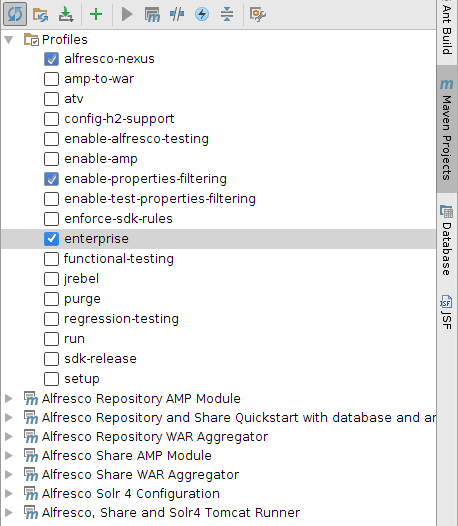 Profiles
alfresco-nexus
amp-to-war
atv
config-h2-support
enable-alfresco-testing
enable-amp
enable-properties-filtering
enable-test-properties-filtering
enforce-sdk-rules
enterprise
functional-testing
jrebel
purge
regression-testing
run
sdk-release
setup
Alfresco Repository AMP Module
Alfresco Repository and Share Quickstart with database and ar
Alfresco Repository WAR Aggregator
Alfresco Share AMP Module
Alfresco Share WAR Aggregator
Alfresco Solr 4 Configuration
Alfresco, Share and Solr4 Tomcat Runner
Ant Build
m Maven Projects
Database
JSF